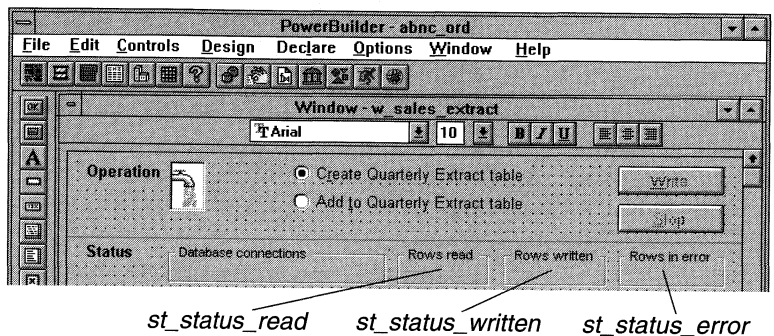 PowerBuilder - abnc_ord
File Edit Controls Design Declare Options Window Help
Window - w_sales_extract
Arial 10 B I U
OK
A
Operation
Create Quarterly Extract table
Write
Add to Quarterly Extract table
Stop
Status
Database connections
Rows read
Rows written
Rows in error
st_status_read st_status_written st_status_error